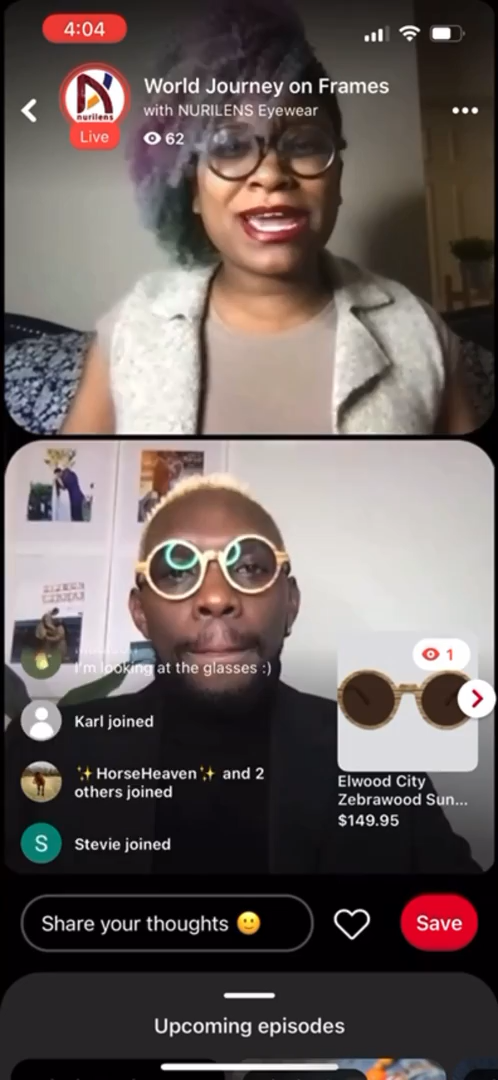 4:04
World Journey on Frames
with NURILENS Eyewear
nurilens
Live
62
I'm looking at the glasses :)
1
Karl joined
✨HorseHeaven✨ and 2
others joined
Elwood City
Zebrawood Sun...
$149.95
S
Stevie joined
Share your thoughts 🙂
Save
Upcoming episodes